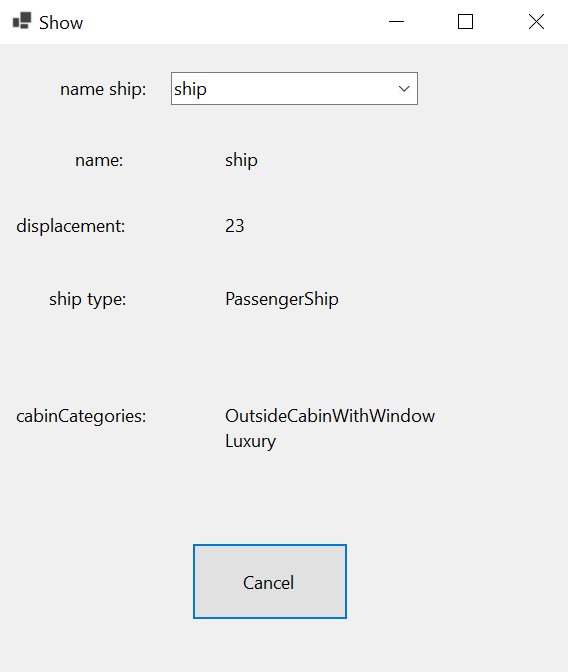 Show
name ship: ship
name: ship
displacement: 23
ship type: PassengerShip
cabinCategories: OutsideCabinWithWindow
Luxury
Cancel